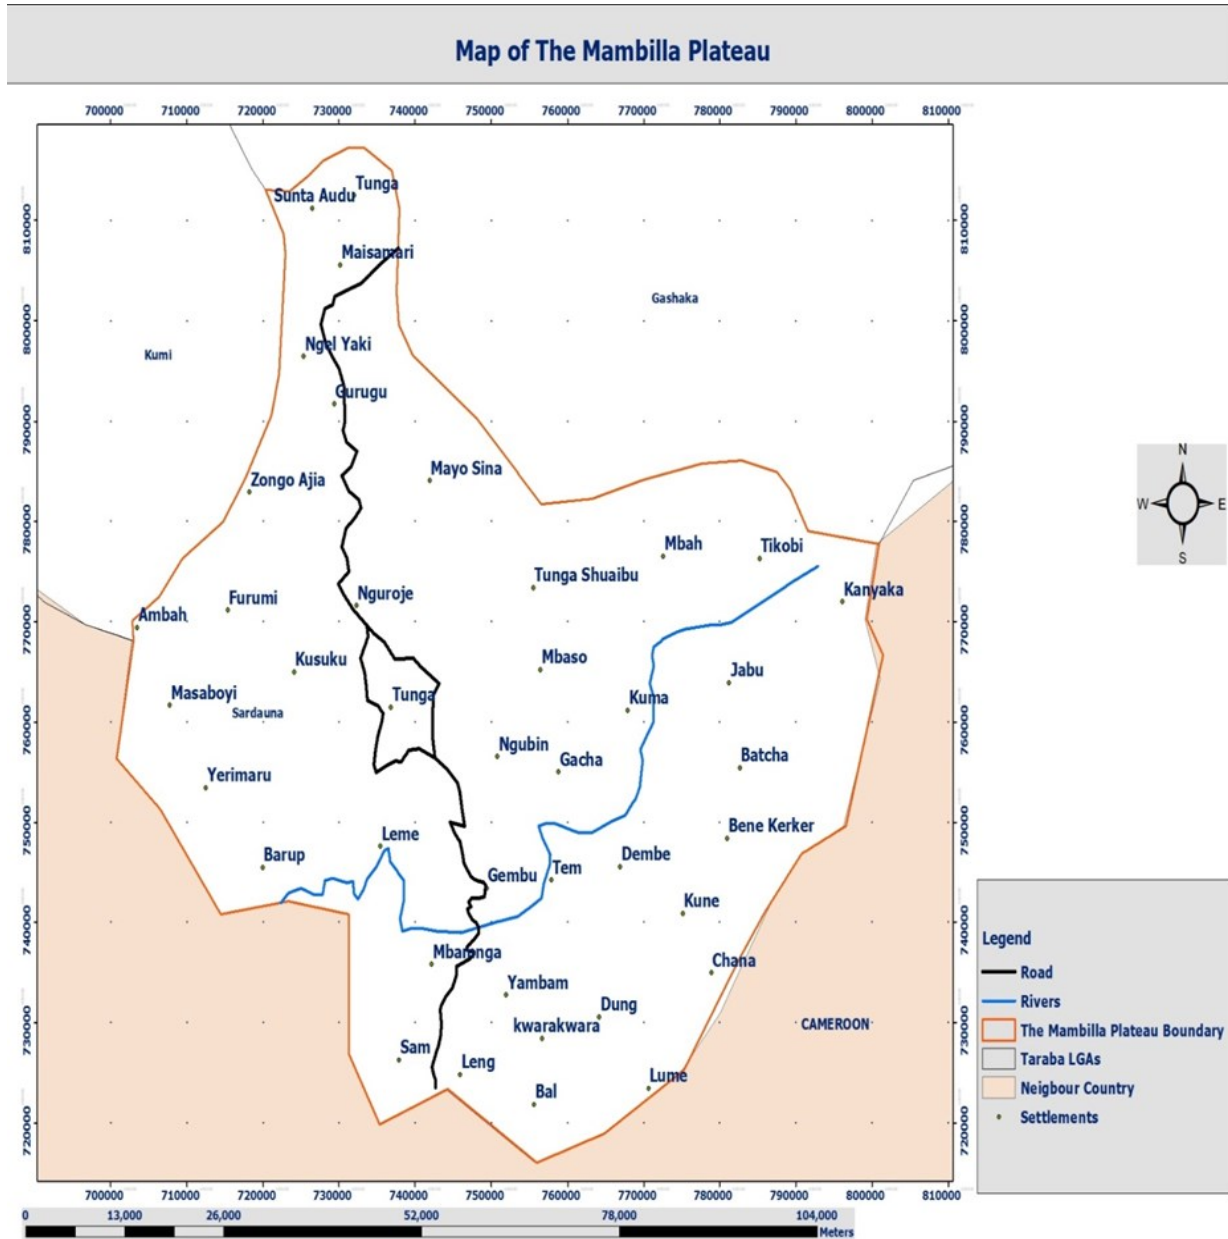 Map of The Mambilla Plateau
700000 710000 720000 730000 740000 750000 760000 770000 780000 790000 800000 810000
Tunga
Sunta Audu
810000 810000
Maisamari
Gashaka
800000 800000
Ngel Yaki
Kumi
Gurugu
790000 790000
Mayo Sina
Zongo Ajia
N
W E
S
780000 780000
Mbah
Tikobi
Tunga Shuaibu
Kanyaka
Nguroje
Furumi
Ambah
770000 770000
Mbaso
Kusuku
Jabu
Masaboyi
Tunga
Kuma
Sardauna
760000 760000
Ngubin
Gacha
Batcha
Yerimaru
Bene Kerker
750000 750000
Leme
Barup
Dembe
Tem
Gembu
Kune
740000 740000
Mbamnga
Chana
Yambam
Dung
kwarakwara
CAMEROON
730000 730000
Sam
Leng
Lume
Bal
720000 720000
Legend
Road
Rivers
The Mambilla Plateau Boundary
Taraba LGAs
Neigbour Country
Settlements
700000 710000 720000 730000 740000 750000 760000 770000 780000 790000 800000 810000
0 13,000 26,000 52,000 78,000 104,000
Meters